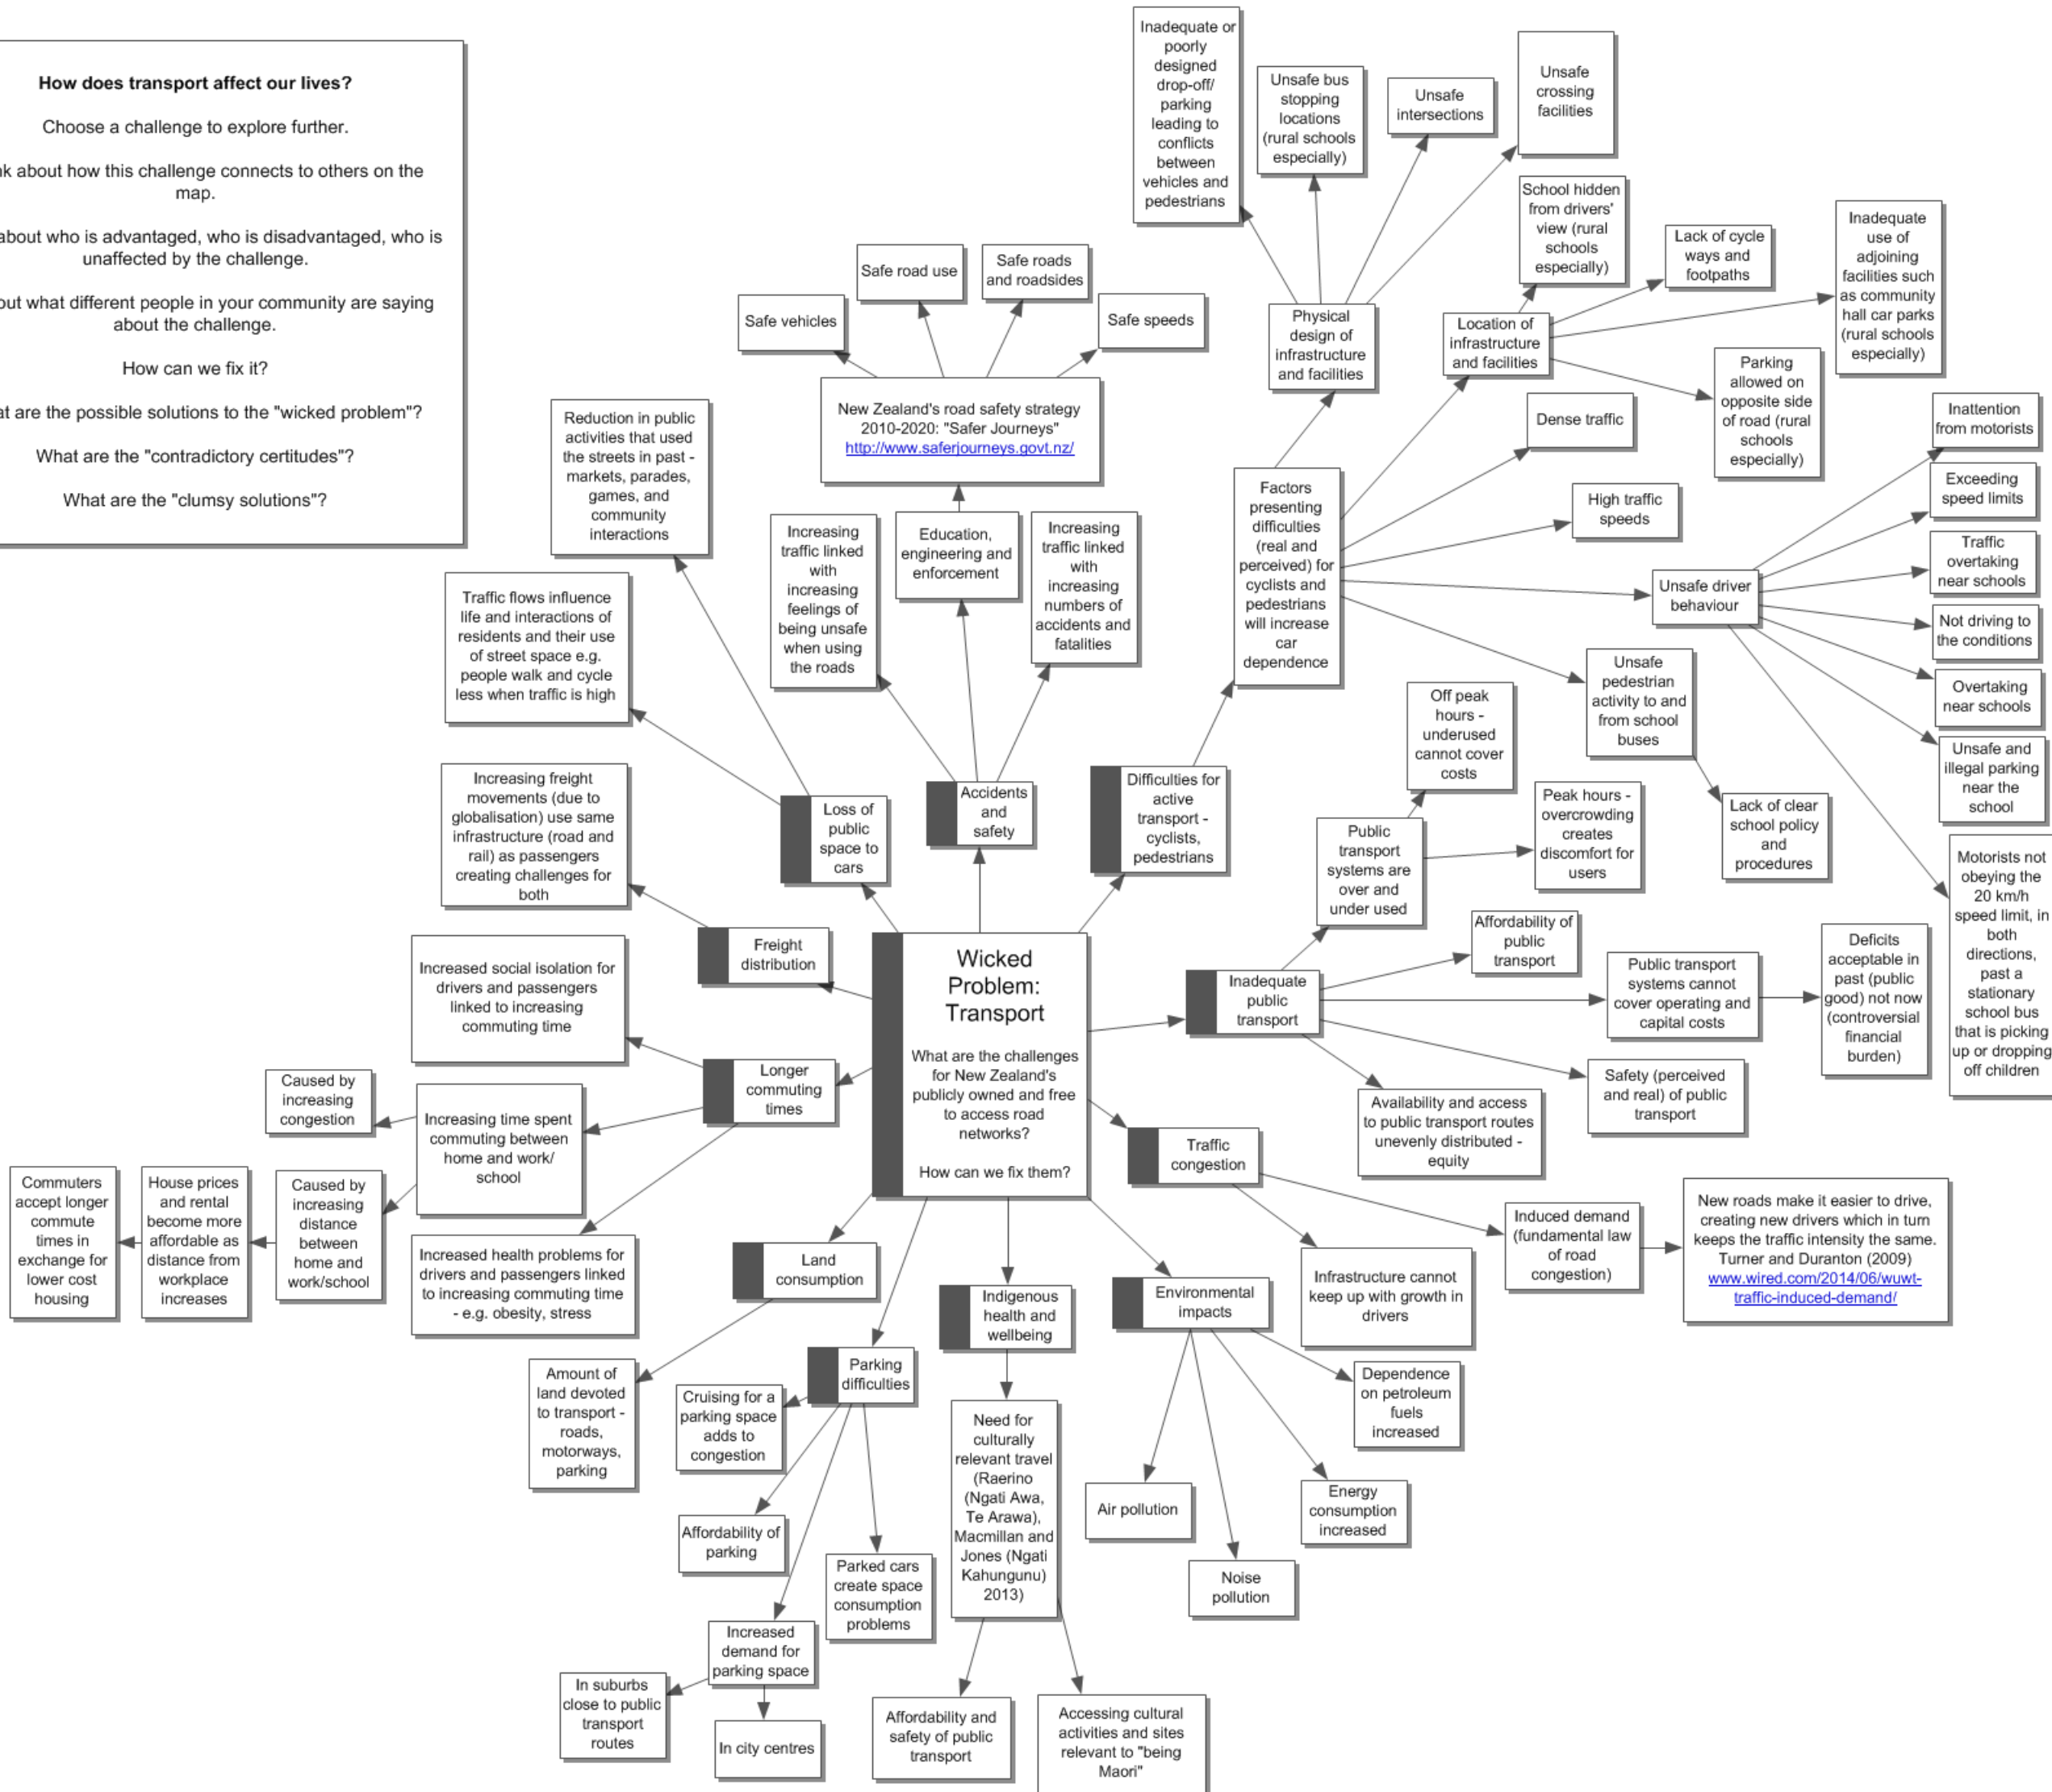 How does transport affect our lives?
Choose a challenge to explore further.
about how this challenge connects to others on the
map.
about who is advantaged, who is disadvantaged, who is
unaffected by the challenge.
what different people in your community are saying
about the challenge.
How can we fix it?
are the possible solutions to the "wicked problem"?
What are the "contradictory certitudes"?
What are the "clumsy solutions"?
Inadequate or
poorly
designed
drop-off/
parking
leading to
conflicts
between
vehicles and
pedestrians
Unsafe bus
stopping
locations
(rural schools
especially)
Unsafe
intersections
Unsafe
crossing
facilities
School hidden
from drivers'
view (rural
schools
especially)
Lack of cycle
ways and
footpaths
Inadequate
use of
adjoining
facilities such
as community
hall car parks
(rural schools
especially)
Safe vehicles
Safe road use
Safe roads
and roadsides
Safe speeds
Physical
design of
infrastructure
and facilities
Location of
infrastructure
and facilities
Parking
allowed on
opposite side
of road (rural
schools
especially)
New Zealand's road safety strategy
2010-2020: "Safer Journeys"
http://www.saferjourneys.govt.nz/
Reduction in public
activities that used
the streets in past -
markets, parades,
games, and
community
interactions
Dense traffic
Inattention
from motorists
Exceeding
speed limits
High traffic
speeds
Factors
presenting
difficulties
(real and
perceived) for
cyclists and
pedestrians
will increase
car
dependence
Increasing
traffic linked
with
increasing
feelings of
being unsafe
when using
the roads
Education,
engineering and
enforcement
Increasing
traffic linked
with
increasing
numbers of
accidents and
fatalities
Traffic
overtaking
near schools
Unsafe driver
behaviour
Not driving to
the conditions
Traffic flows influence
life and interactions of
residents and their use
of street space e.g.
people walk and cycle
less when traffic is high
Unsafe
pedestrian
activity to and
from school
buses
Overtaking
near schools
Off peak
hours -
underused
cannot cover
costs
Unsafe and
illegal parking
near the
school
Increasing freight
movements (due to
globalisation) use same
infrastructure (road and
rail) as passengers
creating challenges for
both
Loss of
public
space to
cars
Accidents
and
safety
Difficulties for
active
transport -
cyclists,
pedestrians
Public
transport
systems are
over and
under used
Peak hours -
overcrowding
creates
discomfort for
users
Lack of clear
school policy
and
procedures
Motorists not
obeying the
20 km/h
speed limit, in
both
directions,
past a
stationary
school bus
that is picking
up or dropping
off children
Freight
distribution
Wicked
Problem:
Transport
What are the challenges
for New Zealand's
publicly owned and free
to access road
networks?
How can we fix them?
Inadequate
public
transport
Affordability of
public
transport
Public transport
systems cannot
cover operating and
capital costs
Deficits
acceptable in
past (public
good) not now
(controversial
financial
burden)
Increased social isolation for
drivers and passengers
linked to increasing
commuting time
Longer
commuting
times
Safety (perceived
and real) of public
transport
Availability and access
to public transport routes
unevenly distributed -
equity
Caused by
increasing
congestion
Increasing time spent
commuting between
home and work/
school
Traffic
congestion
Commuters
accept longer
commute
times in
exchange for
lower cost
housing
House prices
and rental
become more
affordable as
distance from
workplace
increases
Caused by
increasing
distance
between
home and
work/school
Induced demand
(fundamental law
of road
congestion)
New roads make it easier to drive,
creating new drivers which in turn
keeps the traffic intensity the same.
Turner and Duranton (2009)
www.wired.com/2014/06/wuwt-
traffic-induced-demand/
Increased health problems for
drivers and passengers linked
to increasing commuting time
- e.g. obesity, stress
Land
consumption
Indigenous
health and
wellbeing
Environmental
impacts
Infrastructure cannot
keep up with growth in
drivers
Amount of
land devoted
to transport -
roads,
motorways,
parking
Parking
difficulties
Cruising for a
parking space
adds to
congestion
Dependence
on petroleum
fuels
increased
Need for
culturally
relevant travel
(Raerino
(Ngati Awa,
Te Arawa),
Macmillan and
Jones (Ngati
Kahungunu)
2013)
Air pollution
Energy
consumption
increased
Affordability of
parking
Parked cars
create space
consumption
problems
Noise
pollution
Increased
demand for
parking space
In suburbs
close to public
transport
routes
In city centres
Affordability and
safety of public
transport
Accessing cultural
activities and sites
relevant to "being
Maori"